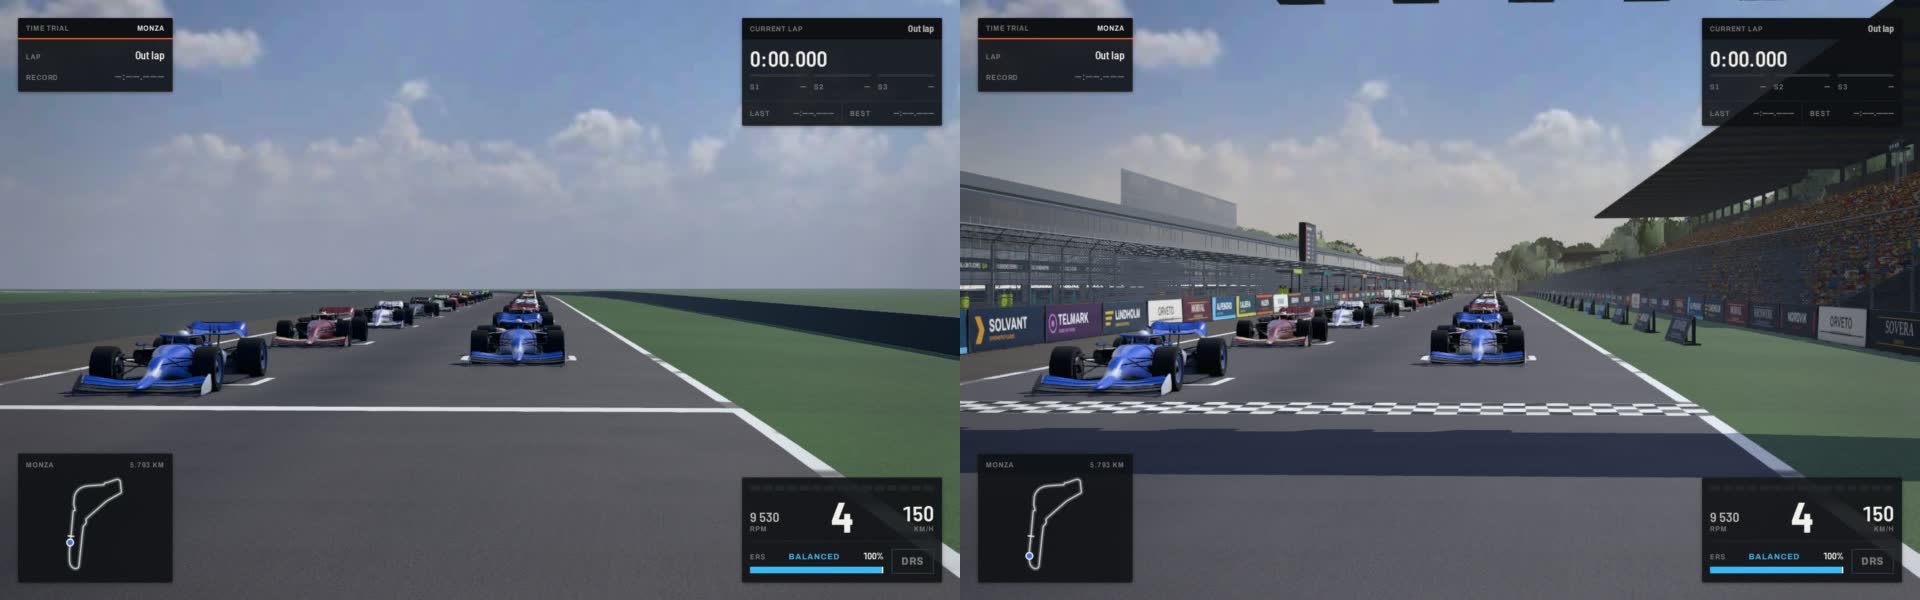 TIME TRIAL MONZA
LAP Out lap
RECORD -:--.---
CURRENT LAP Out lap
0:00.000
S1 – S2 – S3 –
LAST -:--.--- BEST -:--.---
MONZA 5.793 KM
9 530
RPM
4
150
KM/H
ERS BALANCED 100%
DRS
TIME TRIAL MONZA
LAP Out lap
RECORD -:--.---
CURRENT LAP Out lap
0:00.000
S1 – S2 – S3 –
LAST -:--.--- BEST -:--.---
SOLVANT
TELMARK
LINDHOLM
ORVETO
NORDVIK
ORVETO
SOVERA
MONZA 5.793 KM
9 530
RPM
4
150
KM/H
ERS BALANCED 100%
DRS